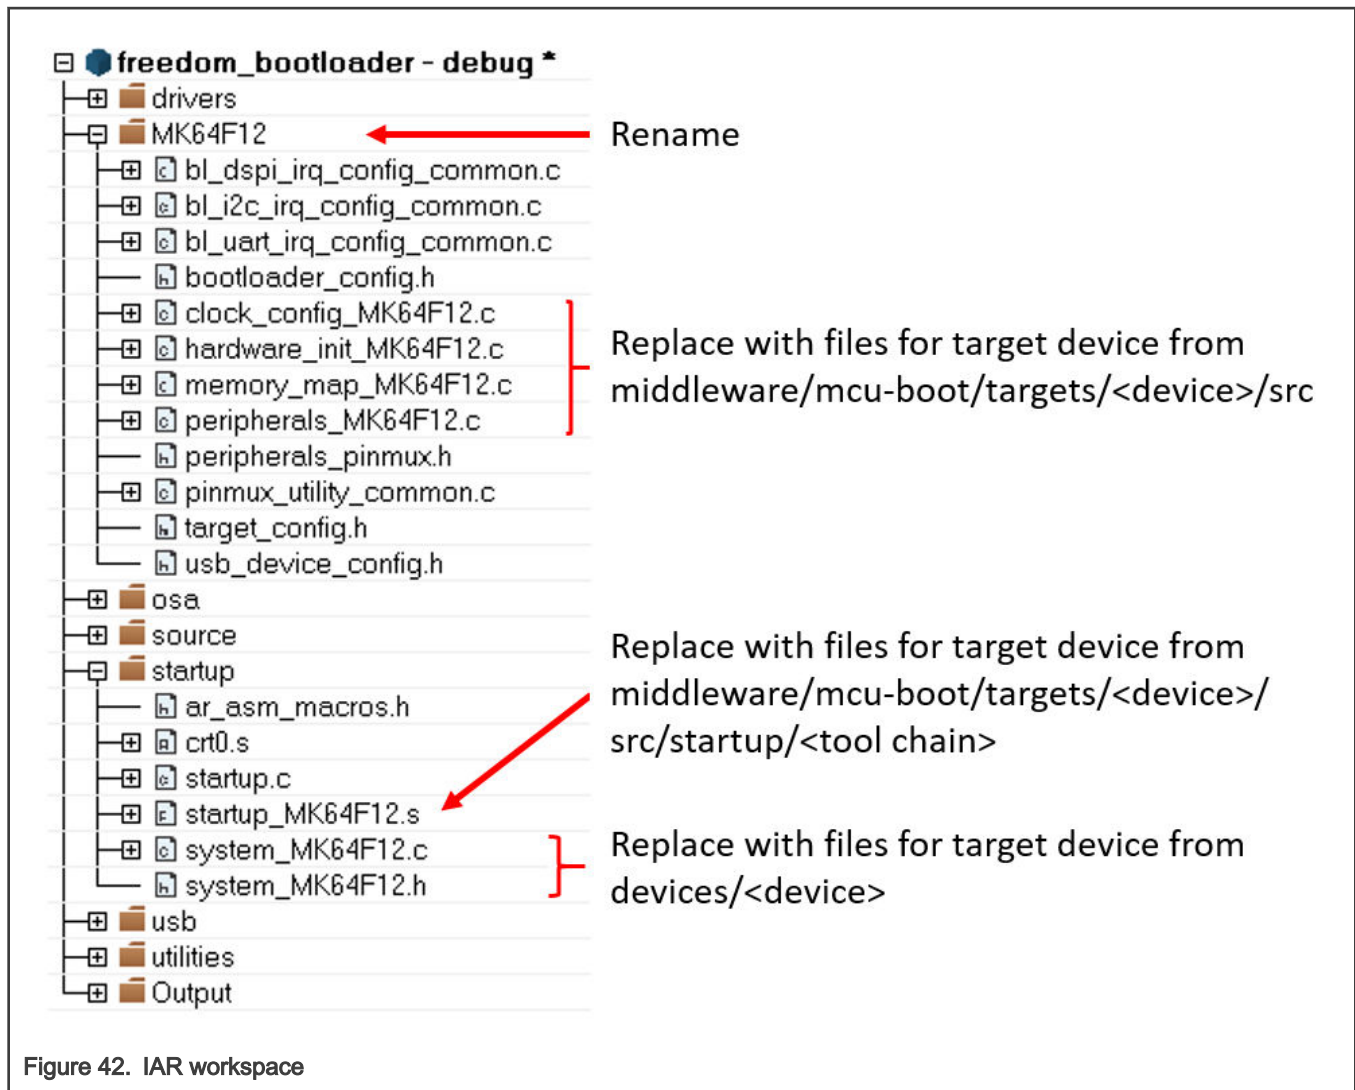 freedom_bootloader - debug *
drivers
MK64F12
Rename
bl_dspi_irq_config_common.c
bl_i2c_irq_config_common.c
bl_uart_irq_config_common.c
bootloader_config.h
clock_config_MK64F12.c
hardware_init_MK64F12.c
memory_map_MK64F12.c
peripherals_MK64F12.c
Replace with files for target device from
middleware/mcu-boot/targets/<device>/src
peripherals_pinmux.h
pinmux_utility_common.c
target_config.h
usb_device_config.h
osa
source
startup
ar_asm_macros.h
crt0.s
startup.c
startup_MK64F12.s
Replace with files for target device from
middleware/mcu-boot/targets/<device>/
src/startup/<tool chain>
system_MK64F12.c
system_MK64F12.h
Replace with files for target device from
devices/<device>
usb
utilities
Output
Figure 42. IAR workspace